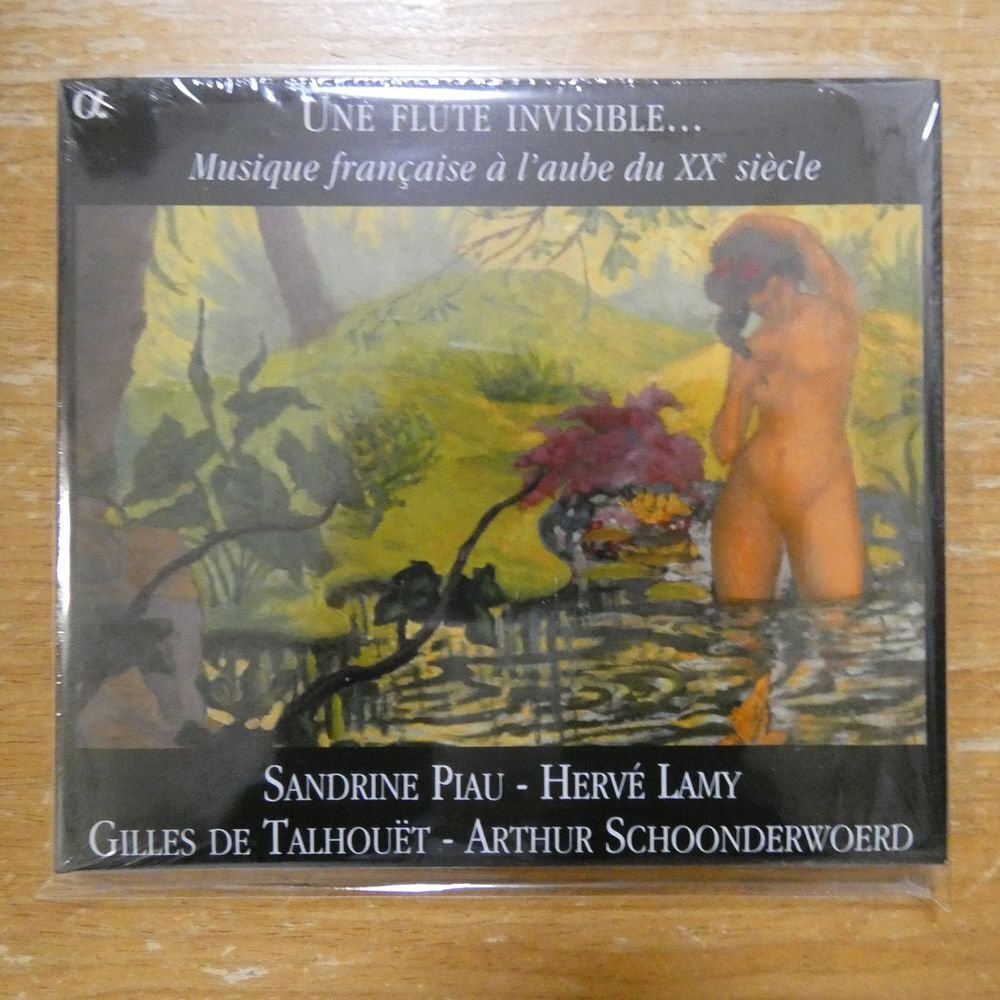 α
UNE FLUTE INVISIBLE...
Musique française à l'aube du XXe siècle
SANDRINE PIAU - HERVÉ LAMY
GILLES DE TALHOUËT - ARTHUR SCHOONDERWOERD